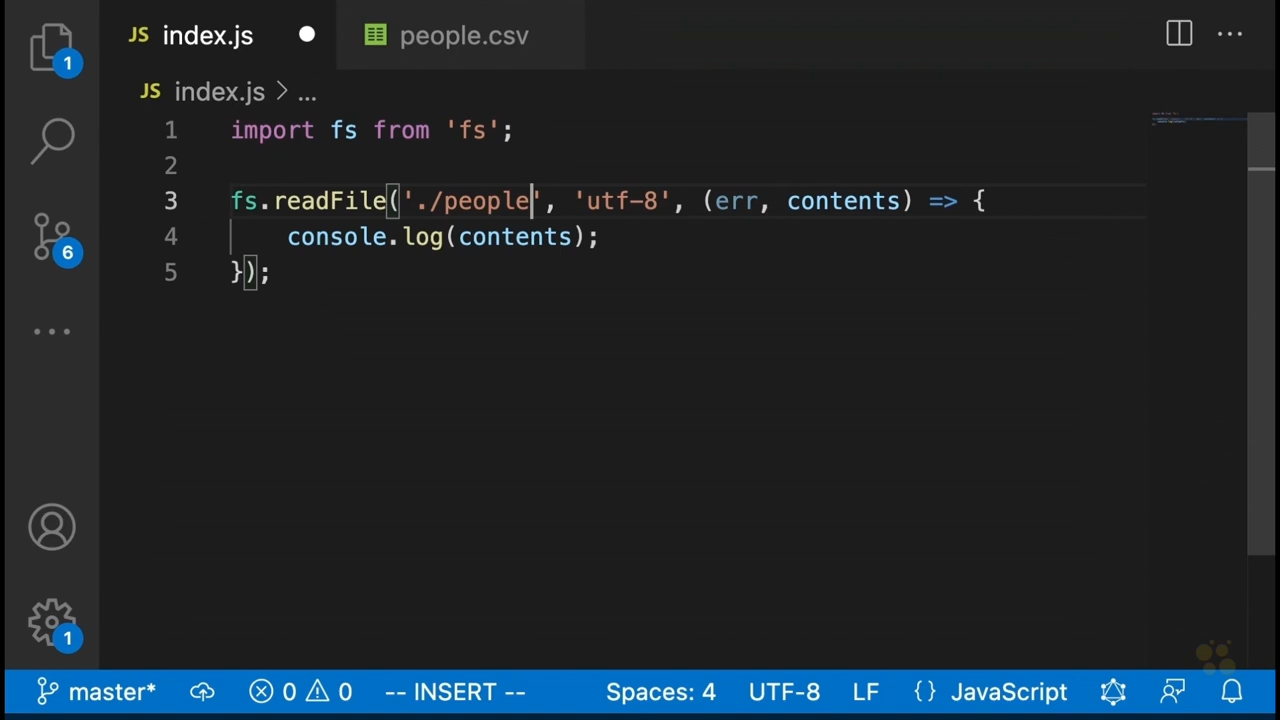 JS index.js people.csv ...
1
JS index.js > ...
1 import fs from 'fs';
2
3 fs.readFile('./people', 'utf-8', (err, contents) => {
6
4 console.log(contents);
5 });
1
master* 0 0 -- INSERT -- Spaces: 4 UTF-8 LF {} JavaScript